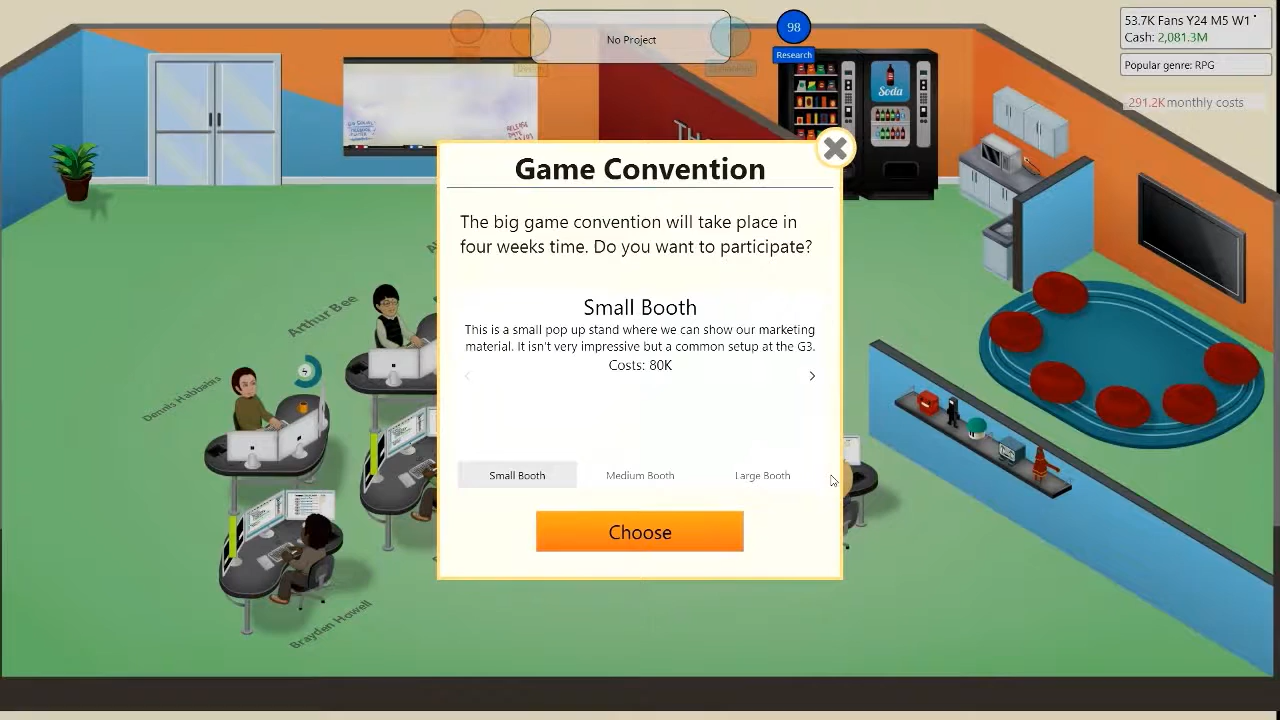 No Project
98
Research
53.7K Fans Y24 M5 W1
Cash: 2,081.3M
Popular genre: RPG
291.2K monthly costs
RELEASE
Soda
Game Convention
The big game convention will take place in
four weeks time. Do you want to participate?
Small Booth
This is a small pop up stand where we can show our marketing
material. It isn't very impressive but a common setup at the G3.
Costs: 80K
Small Booth
Medium Booth
Large Booth
Choose
Arthur Bee
Dennis Habbabis
Brayden Howell